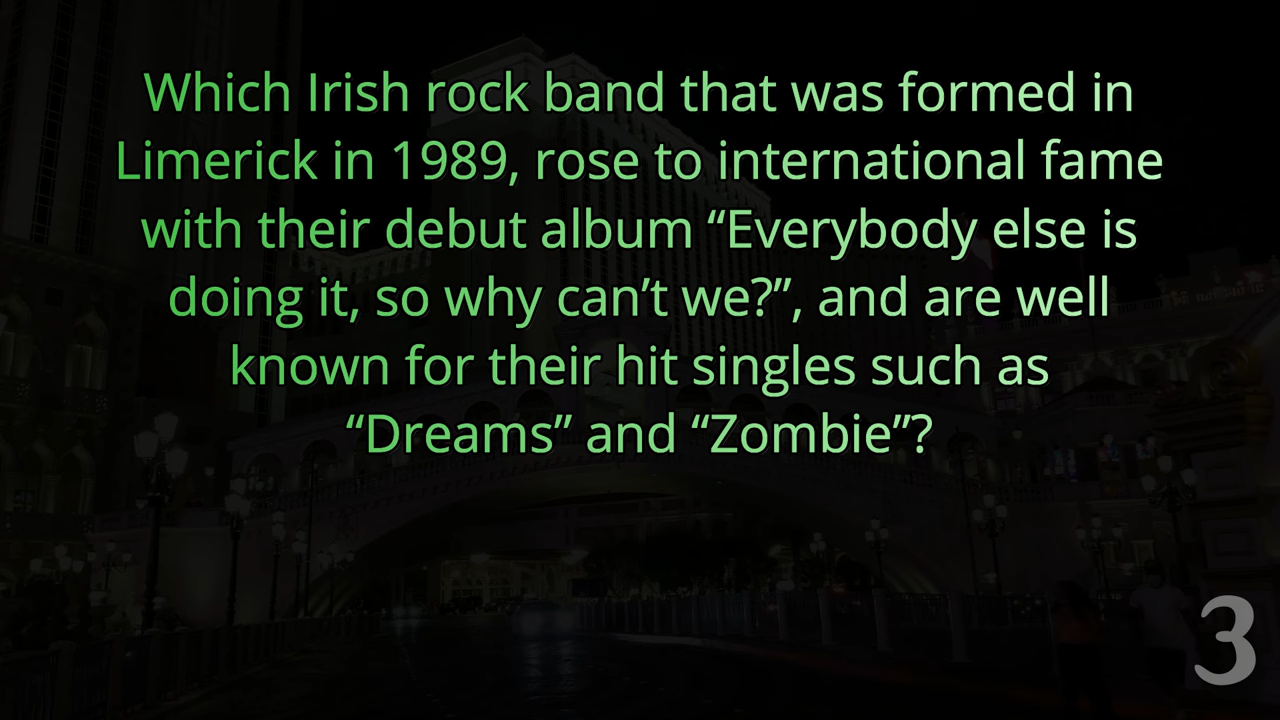 Which Irish rock band that was formed in
Limerick in 1989, rose to international fame
with their debut album “Everybody else is
doing it, so why can’t we?”, and are well
known for their hit singles such as
“Dreams” and “Zombie”?
3